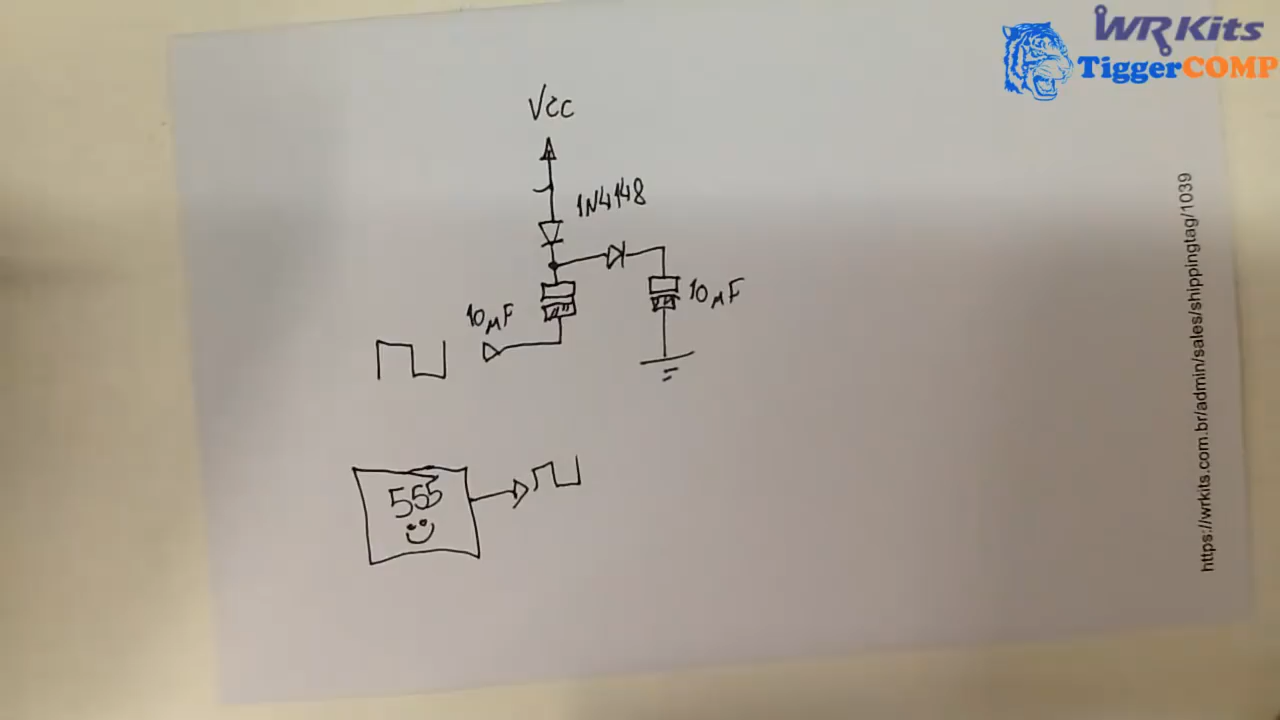 WRKits
TiggerCOMP
Vcc
1N4148
10µF
10µF
555
https://wrkits.com.br/admin/sales/shippingtag/1039